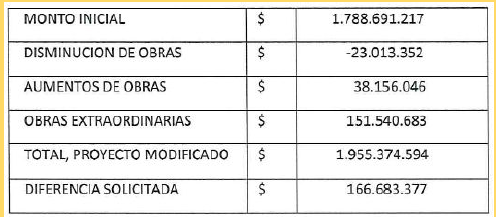 MONTO INICIAL $ 1.788.691.217
DISMINUCION DE OBRAS $ -23.013.352
AUMENTOS DE OBRAS $ 38.156.046
OBRAS EXTRAORDINARIAS $ 151.540.683
TOTAL, PROYECTO MODIFICADO $ 1.955.374.594
DIFERENCIA SOLICITADA $ 166.683.377